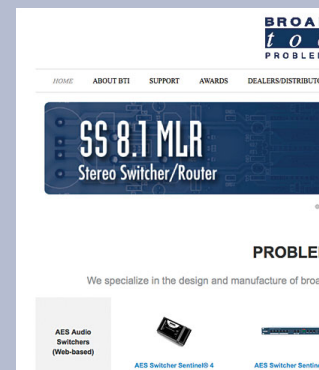 BROA
t o
PROBLE
HOME ABOUT BTI SUPPORT AWARDS DEALERS/DISTRIBUTO
SS 8.1 MLR
Stereo Switcher/Router
PROBLE
We specialize in the design and manufacture of broa
AES Audio
Switchers
(Web-based)
AES Switcher Sentinel® 4
AES Switcher Sentine